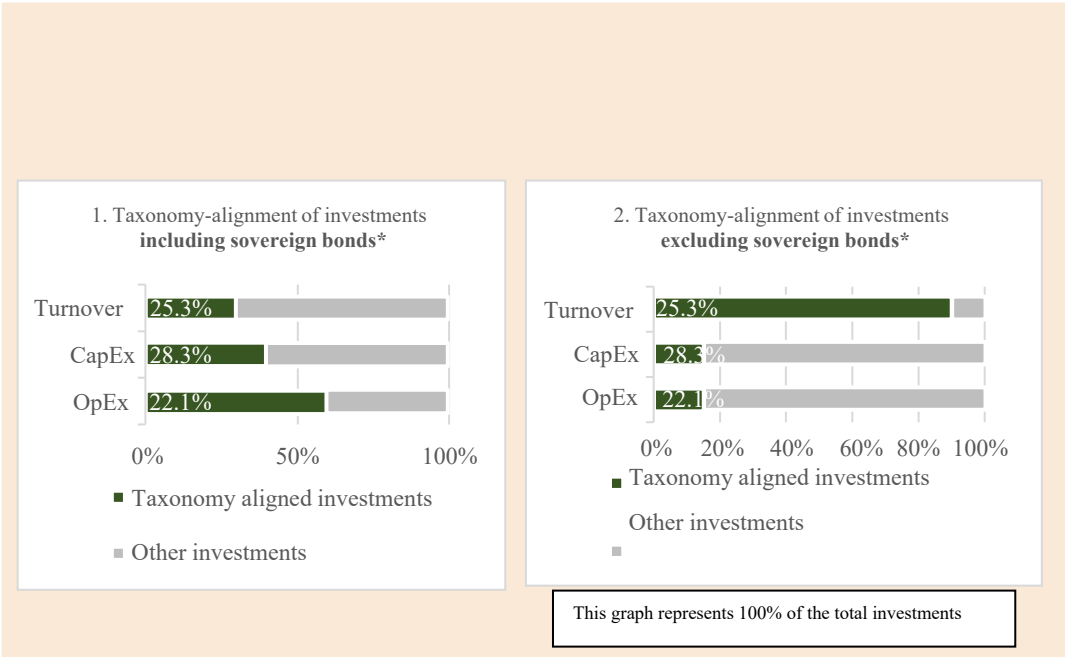 1. Taxonomy-alignment of investments
including sovereign bonds*
Turnover 25.3%
CapEx 28.3%
OpEx 22.1%
0% 50% 100%
Taxonomy aligned investments
Other investments
2. Taxonomy-alignment of investments
excluding sovereign bonds*
Turnover 25.3%
CapEx 28.3%
OpEx 22.1%
0% 20% 40% 60% 80% 100%
Taxonomy aligned investments
Other investments
This graph represents 100% of the total investments